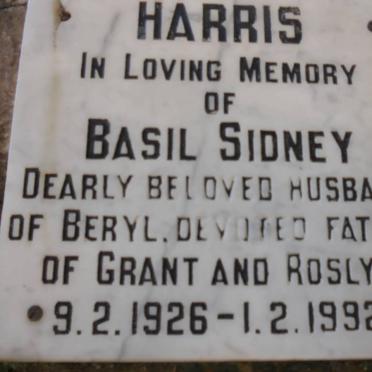 HARRIS
IN LOVING MEMORY
OF
BASIL SIDNEY
DEARLY BELOVED HUSBA
OF BERYL. DEVOTED FAT
OF GRANT AND ROSLY
9.2.1926 - 1.2.1992